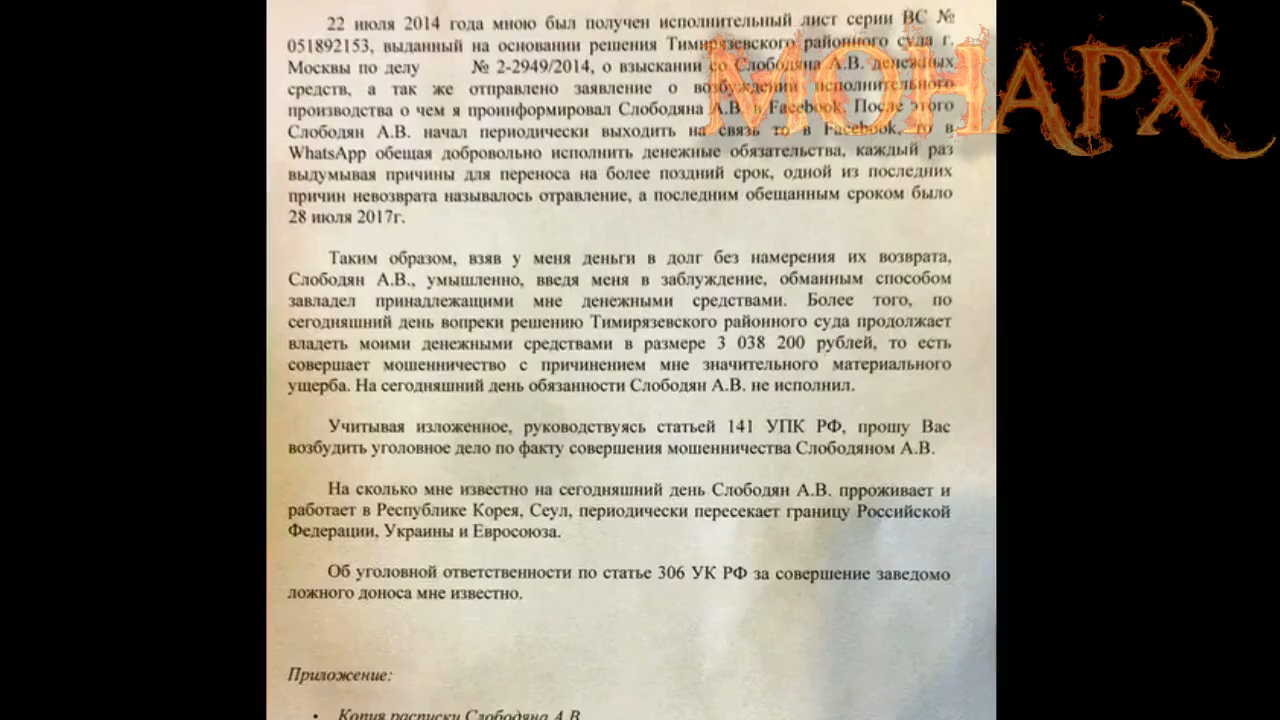 22 июля 2014 года мною был получен исполнительный лист серии ВС №
051892153, выданный на основании решения Тимирязевского районного суда г.
Москвы по делу № 2-2949/2014, о взыскании со Слободяна А.В. денежных
средств, а так же отправлено заявление о возбуждении исполнительного
производства о чем я проинформировал Слободяна А.В. в Facebook. После этого
Слободян А.В. начал периодически выходить на связь то в Facebook, то в
WhatsApp обещая добровольно исполнить денежные обязательства, каждый раз
выдумывая причины для переноса на более поздний срок, одной из последних
причин невозврата называлось отравление, а последним обещанным сроком было
28 июля 2017г.
Таким образом, взяв у меня деньги в долг без намерения их возврата,
Слободян А.В., умышленно, введя меня в заблуждение, обманным способом
завладел принадлежащими мне денежными средствами. Более того, по
сегодняшний день вопреки решению Тимирязевского районного суда продолжает
владеть моими денежными средствами в размере 3 038 200 рублей, то есть
совершает мошенничество с причинением мне значительного материального
ущерба. На сегодняшний день обязанности Слободян А.В. не исполнил.
Учитывая изложенное, руководствуясь статьей 141 УПК РФ, прошу Вас
возбудить уголовное дело по факту совершения мошенничества Слободяном А.В.
На сколько мне известно на сегодняшний день Слободян А.В. прроживает и
работает в Республике Корея, Сеул, периодически пересекает границу Российской
Федерации, Украины и Евросоюза.
Об уголовной ответственности по статье 306 УК РФ за совершение заведомо
ложного доноса мне известно.
Приложение:
• Копия расписки Слободяна А.В.
МОНАРХ